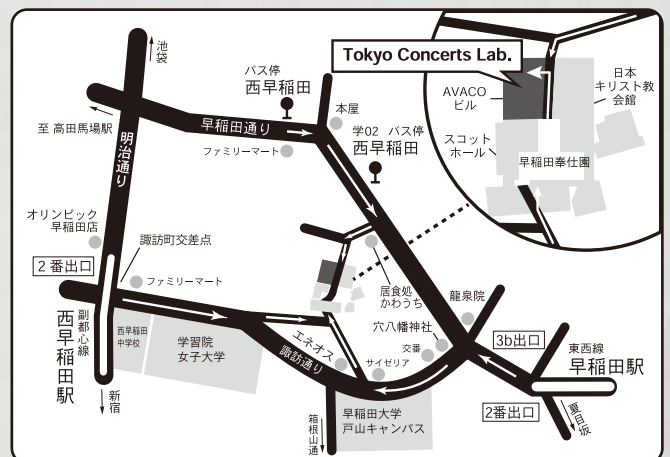 池袋
バス停
西早稲田
至 高田馬場駅
明治通り
早稲田通り
本屋
ファミリーマート
学02 バス停
西早稲田
Tokyo Concerts Lab.
AVACO
ビル
日本
キリスト教
会館
スコット
ホール
早稲田奉仕園
オリンピック
早稲田店
諏訪町交差点
2番出口
ファミリーマート
副都心線
西早稲田駅
西早稲田
中学校
学習院
女子大学
新宿
エネオス
諏訪通り
サイゼリア
居食処
かわうち
穴八幡神社
交番
龍泉院
3b出口
東西線
早稲田駅
2番出口
夏目坂
早稲田大学
戸山キャンパス
箱根山通